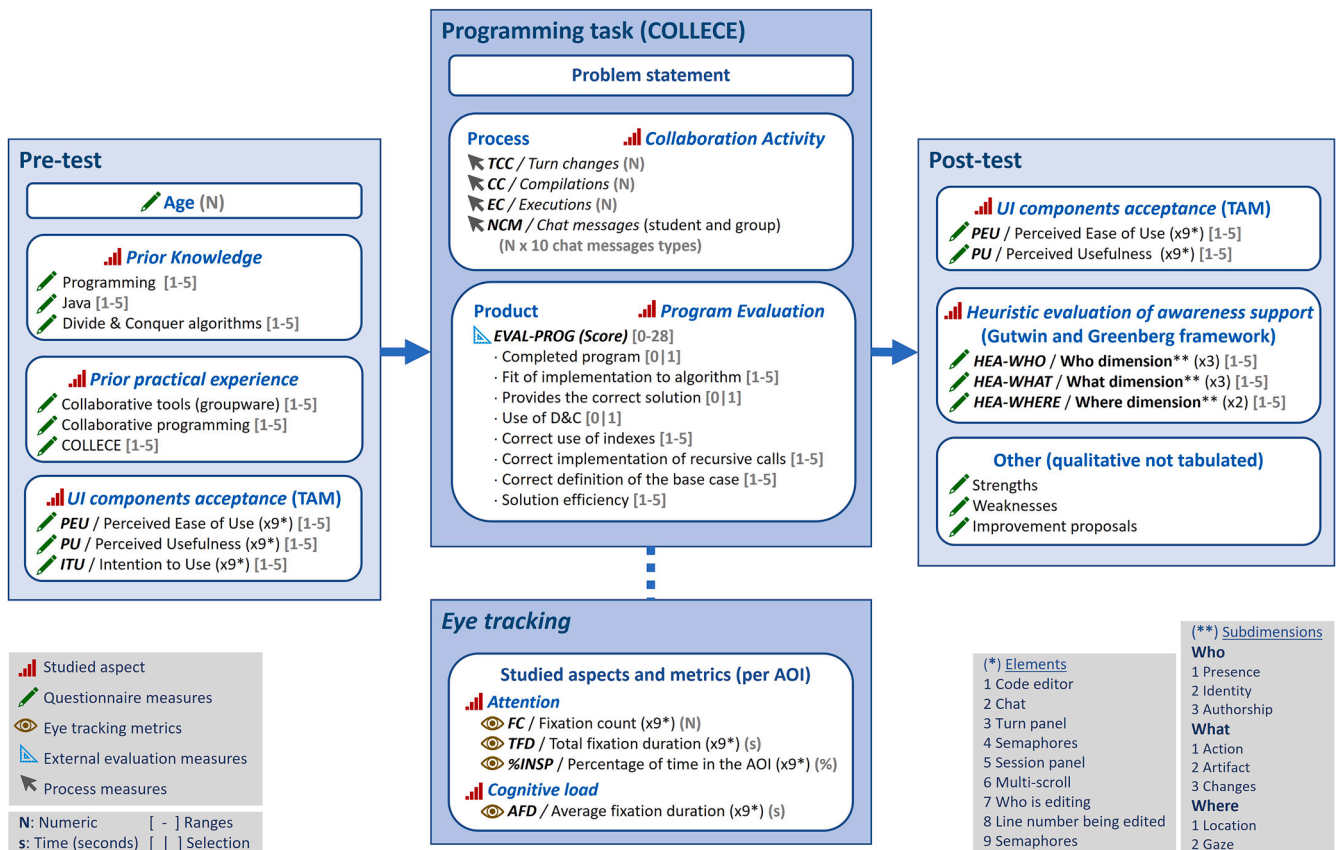 Pre-test
Age (N)
Prior Knowledge
Programming [1-5]
Java [1-5]
Divide & Conquer algorithms [1-5]
Prior practical experience
Collaborative tools (groupware) [1-5]
Collaborative programming [1-5]
COLLECE [1-5]
UI components acceptance (TAM)
PEU / Perceived Ease of Use (x9*) [1-5]
PU / Perceived Usefulness (x9*) [1-5]
ITU / Intention to Use (x9*) [1-5]
Programming task (COLLECE)
Problem statement
Process Collaboration Activity
TCC / Turn changes (N)
CC / Compilations (N)
EC / Executions (N)
NCM / Chat messages (student and group)
(N x 10 chat messages types)
Product Program Evaluation
EVAL-PROG (Score) [0-28]
· Completed program [0|1]
· Fit of implementation to algorithm [1-5]
· Provides the correct solution [0|1]
· Use of D&C [0|1]
· Correct use of indexes [1-5]
· Correct implementation of recursive calls [1-5]
· Correct definition of the base case [1-5]
· Solution efficiency [1-5]
Post-test
UI components acceptance (TAM)
PEU / Perceived Ease of Use (x9*) [1-5]
PU / Perceived Usefulness (x9*) [1-5]
Heuristic evaluation of awareness support
(Gutwin and Greenberg framework)
HEA-WHO / Who dimension** (x3) [1-5]
HEA-WHAT / What dimension** (x3) [1-5]
HEA-WHERE / Where dimension** (x2) [1-5]
Other (qualitative not tabulated)
Strengths
Weaknesses
Improvement proposals
Eye tracking
Studied aspects and metrics (per AOI)
Attention
FC / Fixation count (x9*) (N)
TFD / Total fixation duration (x9*) (s)
%INSP / Percentage of time in the AOI (x9*) (%)
Cognitive load
AFD / Average fixation duration (x9*) (s)
Studied aspect
Questionnaire measures
Eye tracking metrics
External evaluation measures
Process measures
N: Numeric [ - ] Ranges
s: Time (seconds) [ | ] Selection
(*) Elements
1 Code editor
2 Chat
3 Turn panel
4 Semaphores
5 Session panel
6 Multi-scroll
7 Who is editing
8 Line number being edited
9 Semaphores
(**) Subdimensions
Who
1 Presence
2 Identity
3 Authorship
What
1 Action
2 Artifact
3 Changes
Where
1 Location
2 Gaze